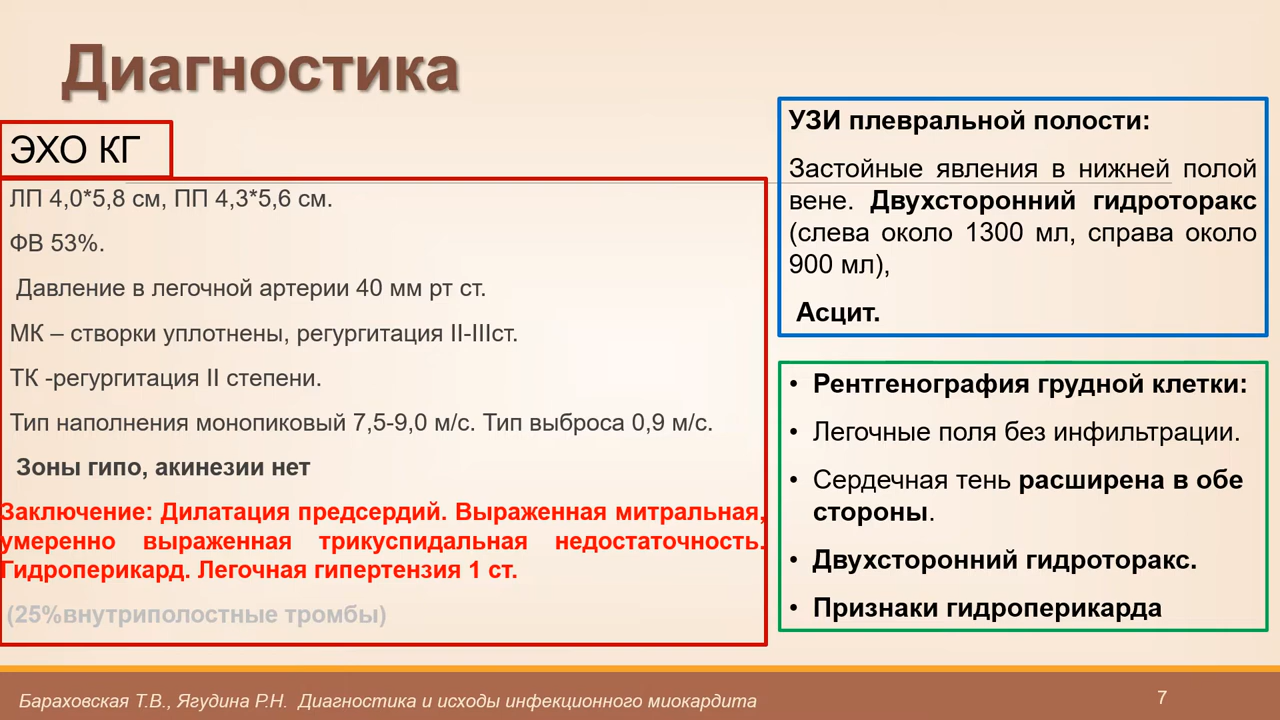 Диагностика
ЭХО КГ
ЛП 4,0*5,8 см, ПП 4,3*5,6 см.
ФВ 53%.
Давление в легочной артерии 40 мм рт ст.
МК – створки уплотнены, регургитация II-IIIст.
ТК -регургитация II степени.
Тип наполнения монопиковый 7,5-9,0 м/с. Тип выброса 0,9 м/с.
Зоны гипо, акинезии нет
Заключение: Дилатация предсердий. Выраженная митральная,
умеренно выраженная трикуспидальная недостаточность.
Гидроперикард. Легочная гипертензия 1 ст.
(25%внутриполостные тромбы)
УЗИ плевральной полости:
Застойные явления в нижней полой
вене. Двухсторонний гидроторакс
(слева около 1300 мл, справа около
900 мл),
Асцит.
• Рентгенография грудной клетки:
• Легочные поля без инфильтрации.
• Сердечная тень расширена в обе
стороны.
• Двухсторонний гидроторакс.
• Признаки гидроперикарда
Бараховская Т.В., Ягудина Р.Н. Диагностика и исходы инфекционного миокардита
7